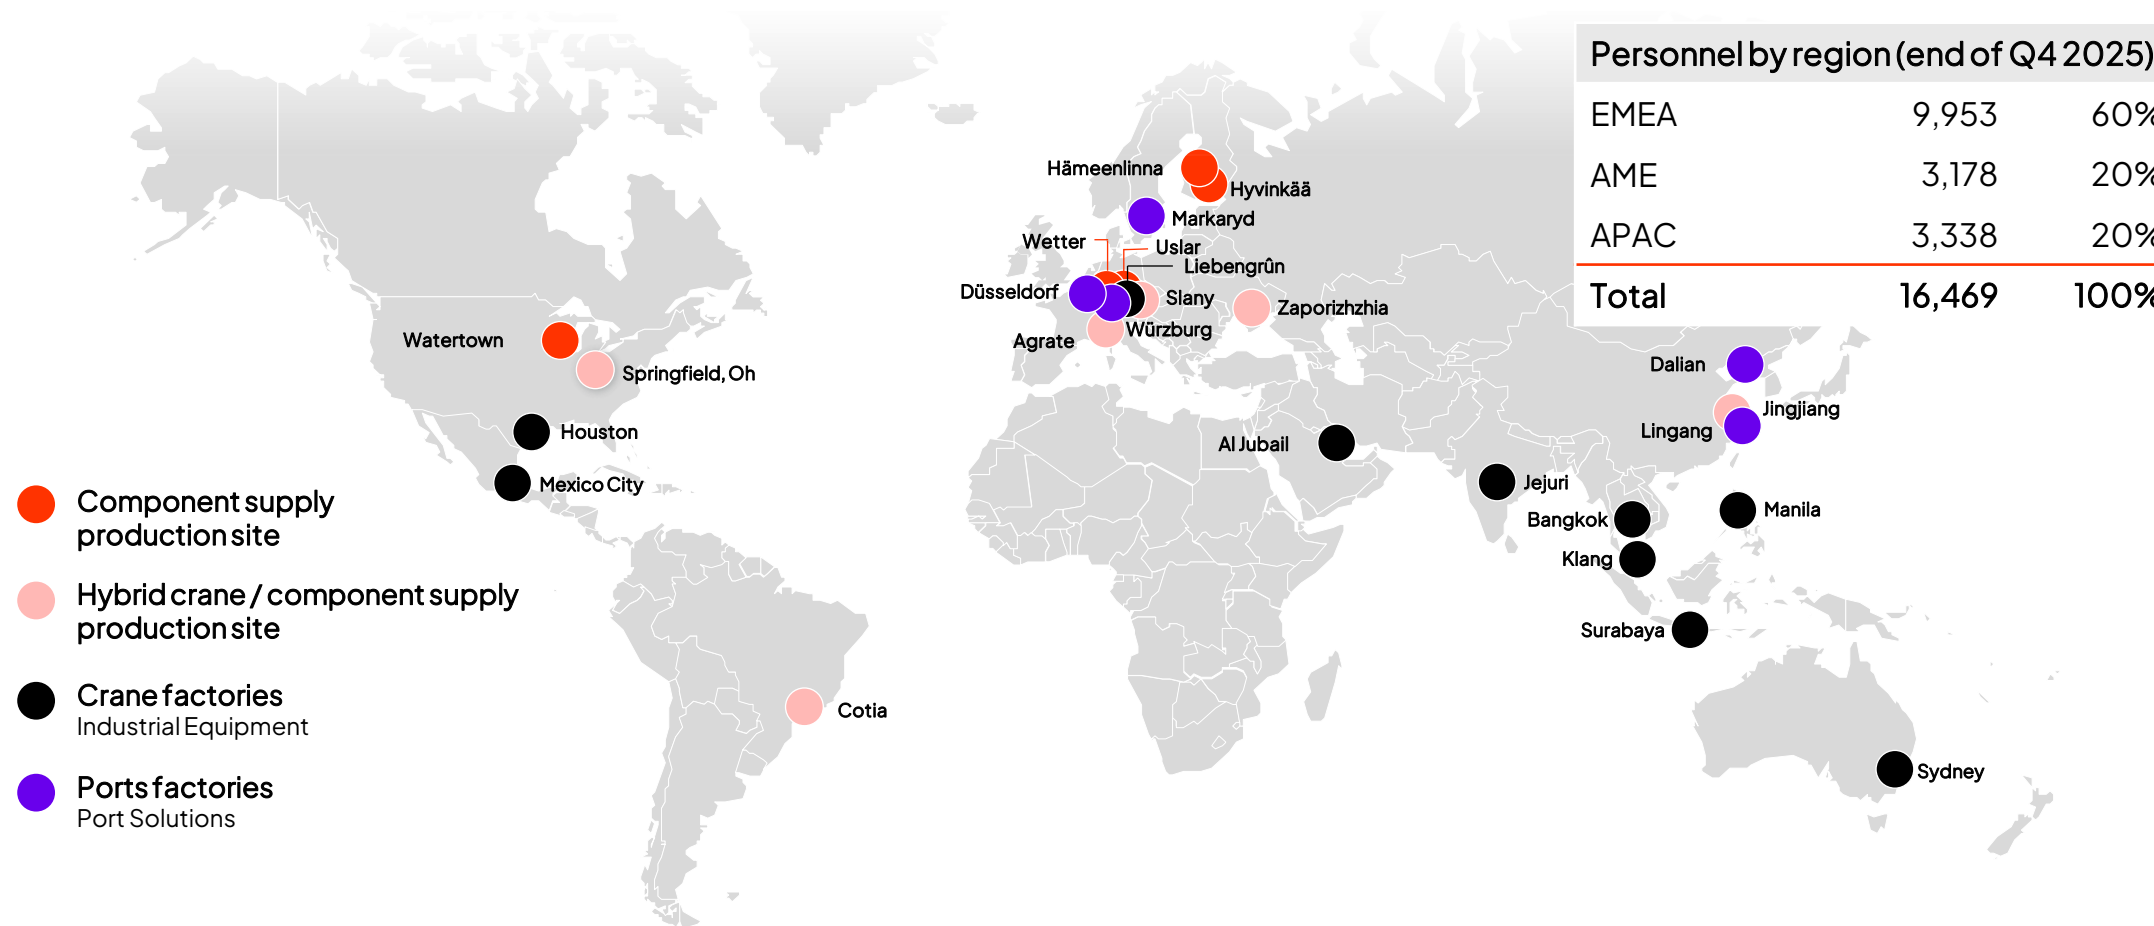 Personnel by region (end of Q4 2025)
EMEA 9,953 60%
AME 3,178 20%
APAC 3,338 20%
Total 16,469 100%
Hämeenlinna
Hyvinkää
Markaryd
Wetter
Uslar
Liebengrûn
Düsseldorf
Slany
Zaporizhzhia
Würzburg
Agrate
Watertown
Springfield, Oh
Houston
Mexico City
Cotia
Al Jubail
Dalian
Jingjiang
Lingang
Jejuri
Bangkok
Manila
Klang
Surabaya
Sydney
Component supply
production site
Hybrid crane / component supply
production site
Crane factories
Industrial Equipment
Ports factories
Port Solutions